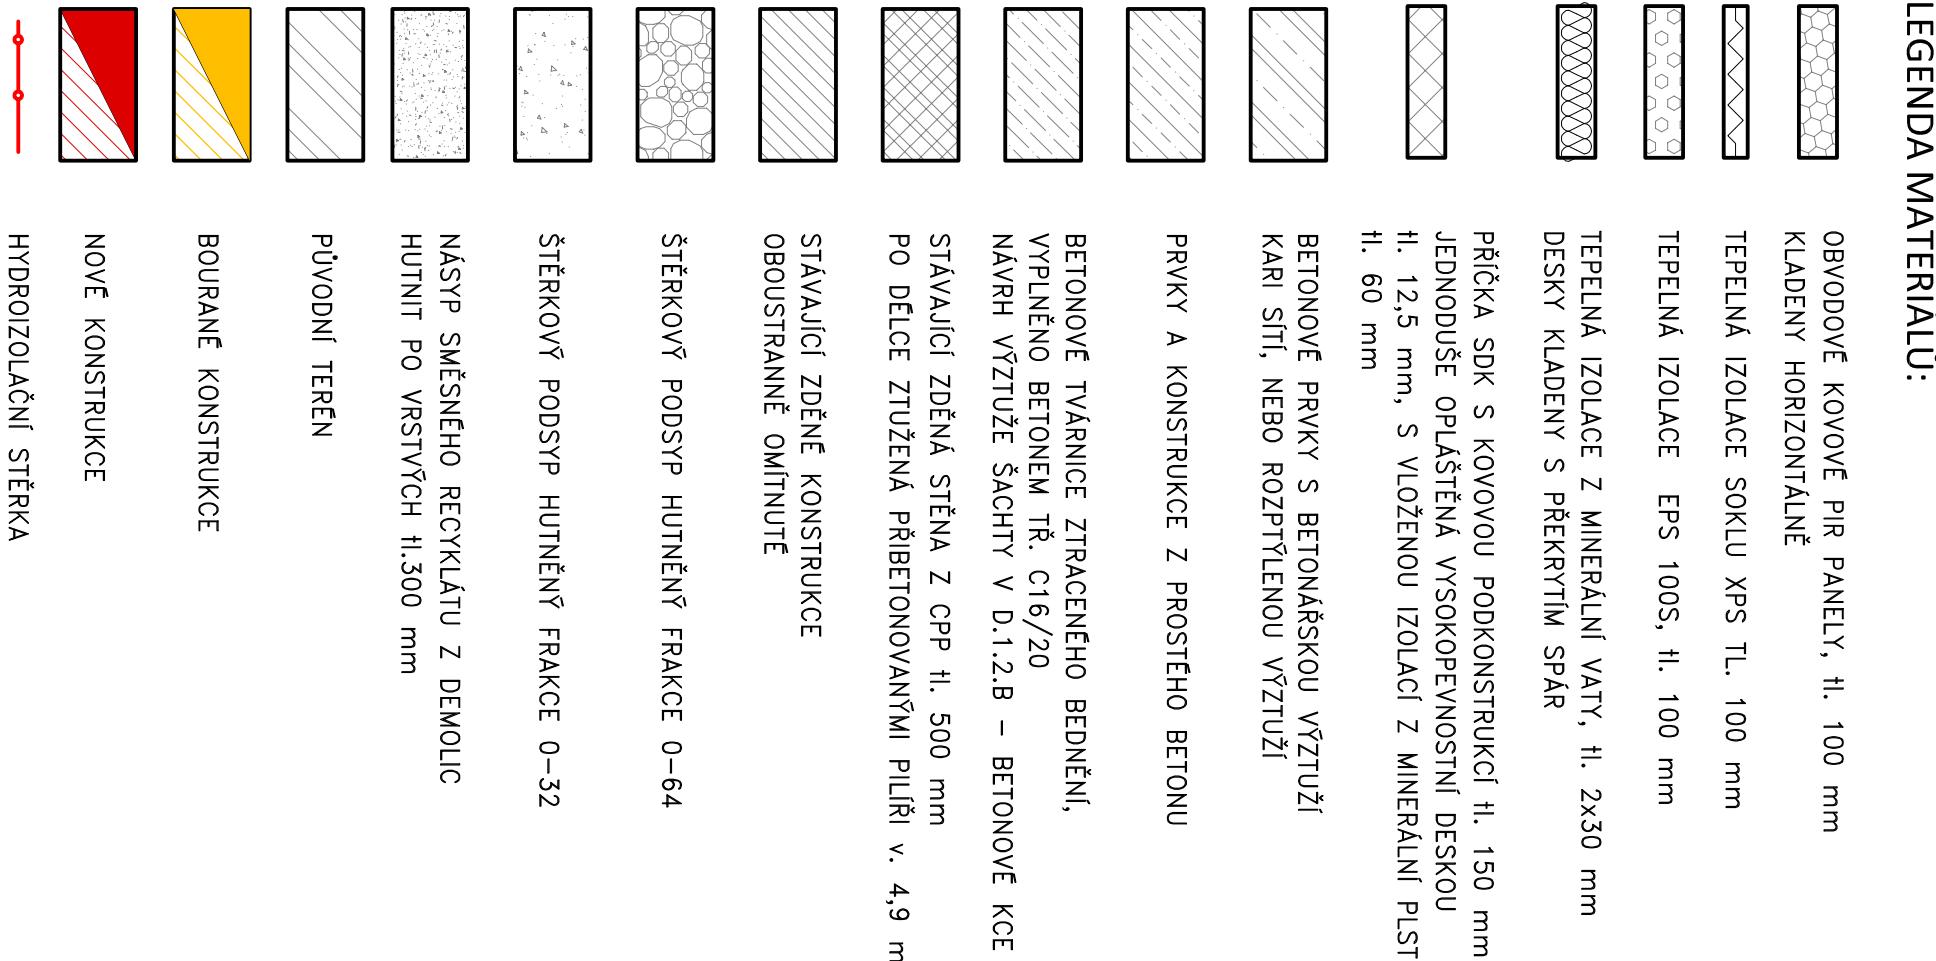 LEGENDA MATERIÁLŮ:
OBVODOVÉ KOVOVÉ PIR PANELY, tl. 100 mm
KLADENY HORIZONTÁLNĚ
TEPELNÁ IZOLACE SOKLU XPS TL. 100 mm
TEPELNÁ IZOLACE EPS 100S, tl. 100 mm
TEPELNÁ IZOLACE Z MINERÁLNÍ VATY, tl. 2x30 mm
DESKY KLADENY S PŘEKRYTÍM SPÁR
PŘÍČKA SDK S KOVOVOU PODKONSTRUKCÍ tl. 150 mm
JEDNODUŠE OPLÁŠTĚNÁ VYSOKOPEVNOSTNÍ DESKOU
tl. 12,5 mm, S VLOŽENOU IZOLACÍ Z MINERÁLNÍ PLST
tl. 60 mm
BETONOVÉ PRVKY S BETONÁŘSKOU VÝZTUŽÍ
KARI SÍTÍ, NEBO ROZPTÝLENOU VÝZTUŽÍ
PRVKY A KONSTRUKCE Z PROSTÉHO BETONU
BETONOVÉ TVÁRNICE ZTRACENÉHO BEDNĚNÍ,
VYPLNĚNO BETONEM TŘ. C16/20
NÁVRH VÝZTUŽE ŠACHTY V D.1.2.B – BETONOVÉ KCE
STÁVAJÍCÍ ZDĚNÁ STĚNA Z CPP tl. 500 mm
PO DÉLCE ZTUŽENÁ PŘIBETONOVANÝMI PILÍŘI v. 4,9 m
STÁVAJÍCÍ ZDĚNÉ KONSTRUKCE
OBOUSTRANNĚ OMÍTNUTÉ
ŠTĚRKOVÝ PODSYP HUTNĚNÝ FRAKCE 0–64
ŠTĚRKOVÝ PODSYP HUTNĚNÝ FRAKCE 0–32
NÁSYP SMĚSNÉHO RECYKLÁTU Z DEMOLIC
HUTNIT PO VRSTVÝCH tl.300 mm
PŮVODNÍ TERÉN
BOURANÉ KONSTRUKCE
NOVÉ KONSTRUKCE
HYDROIZOLAČNÍ STĚRKA